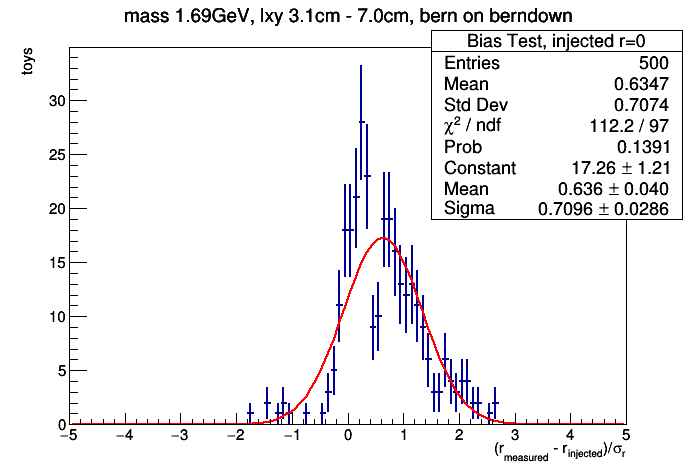 mass 1.69GeV, lxy 3.1cm - 7.0cm, bern on berndown
toys
Bias Test, injected r=0
Entries 500
Mean 0.6347
Std Dev 0.7074
χ² / ndf 112.2 / 97
Prob 0.1391
Constant 17.26 ± 1.21
Mean 0.636 ± 0.040
Sigma 0.7096 ± 0.0286
30
25
20
15
10
5
0
−5 −4 −3 −2 −1 0 1 2 3 4 5
(r_measured - r_injected)/σ_r